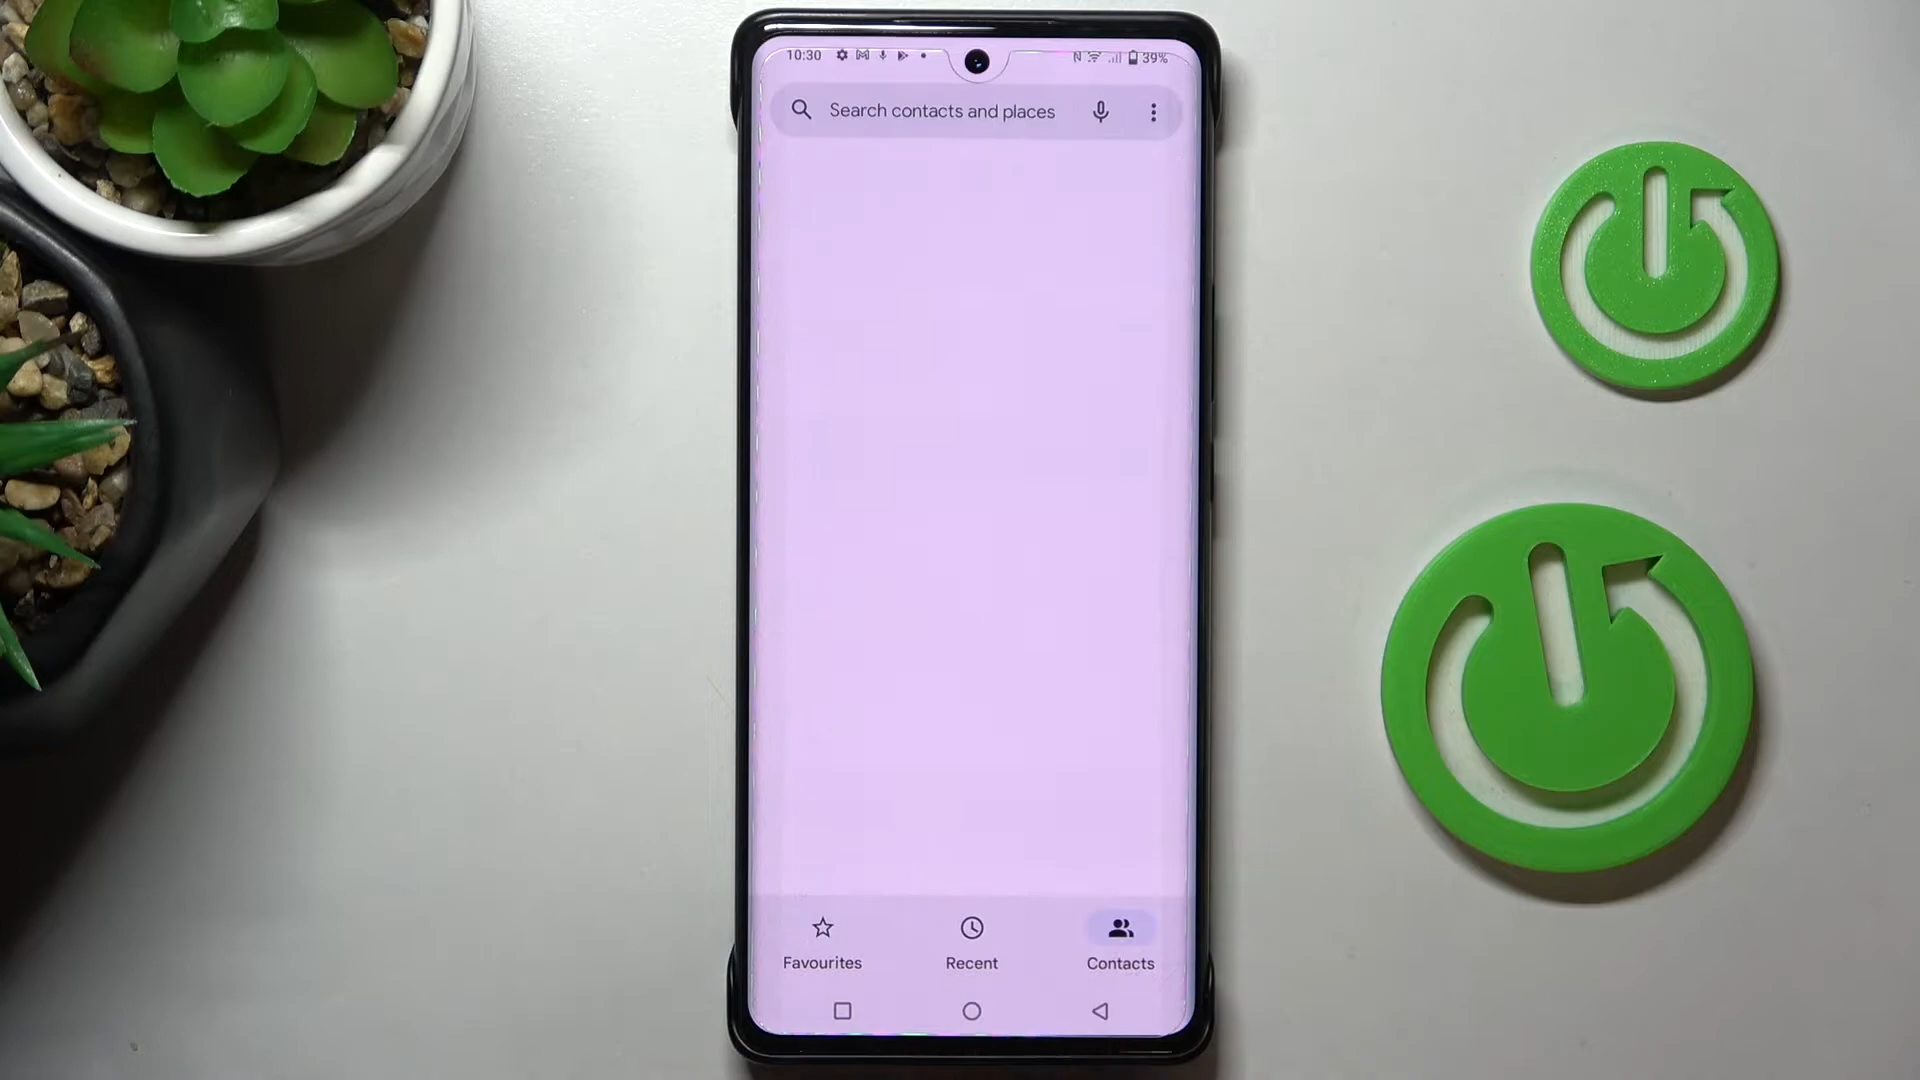 10:30
39%
Search contacts and places
Favourites
Recent
Contacts